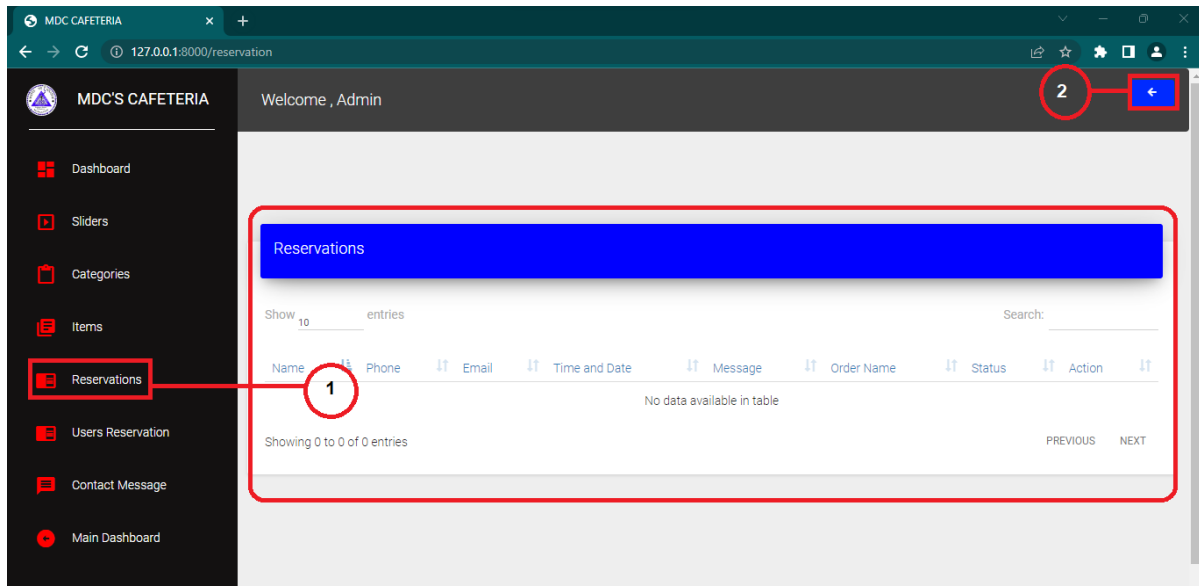 MDC CAFETERIA
127.0.0.1:8000/reservation
MDC'S CAFETERIA
Welcome , Admin
2
Dashboard
Sliders
Categories
Items
Reservations
Users Reservation
Contact Message
Main Dashboard
1
Reservations
Show 10 entries
Search:
Name Phone Email Time and Date Message Order Name Status Action
No data available in table
Showing 0 to 0 of 0 entries
PREVIOUS NEXT